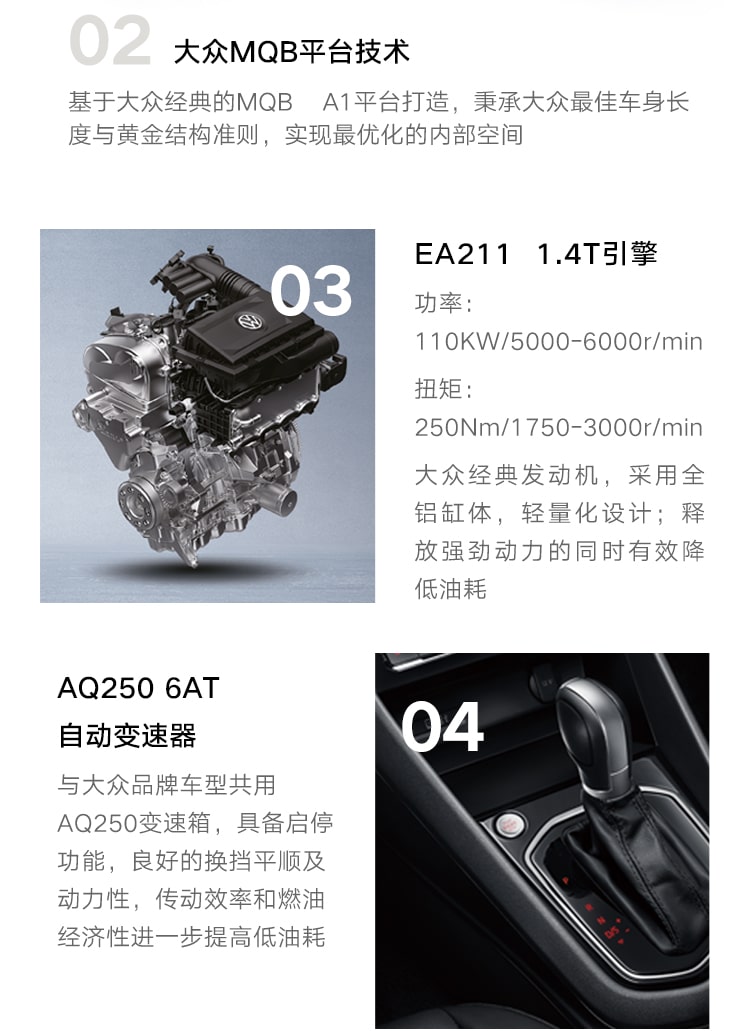 02 大众MQB平台技术
基于大众经典的MQB A1平台打造，秉承大众最佳车身长
度与黄金结构准则，实现最优化的内部空间
03
EA211 1.4T引擎
功率：
110KW/5000-6000r/min
扭矩：
250Nm/1750-3000r/min
大众经典发动机，采用全
铝缸体，轻量化设计；释
放强劲动力的同时有效降
低油耗
AQ250 6AT
自动变速器
与大众品牌车型共用
AQ250变速箱，具备启停
功能，良好的换挡平顺及
动力性，传动效率和燃油
经济性进一步提高低油耗
04
P
R
N
D/S